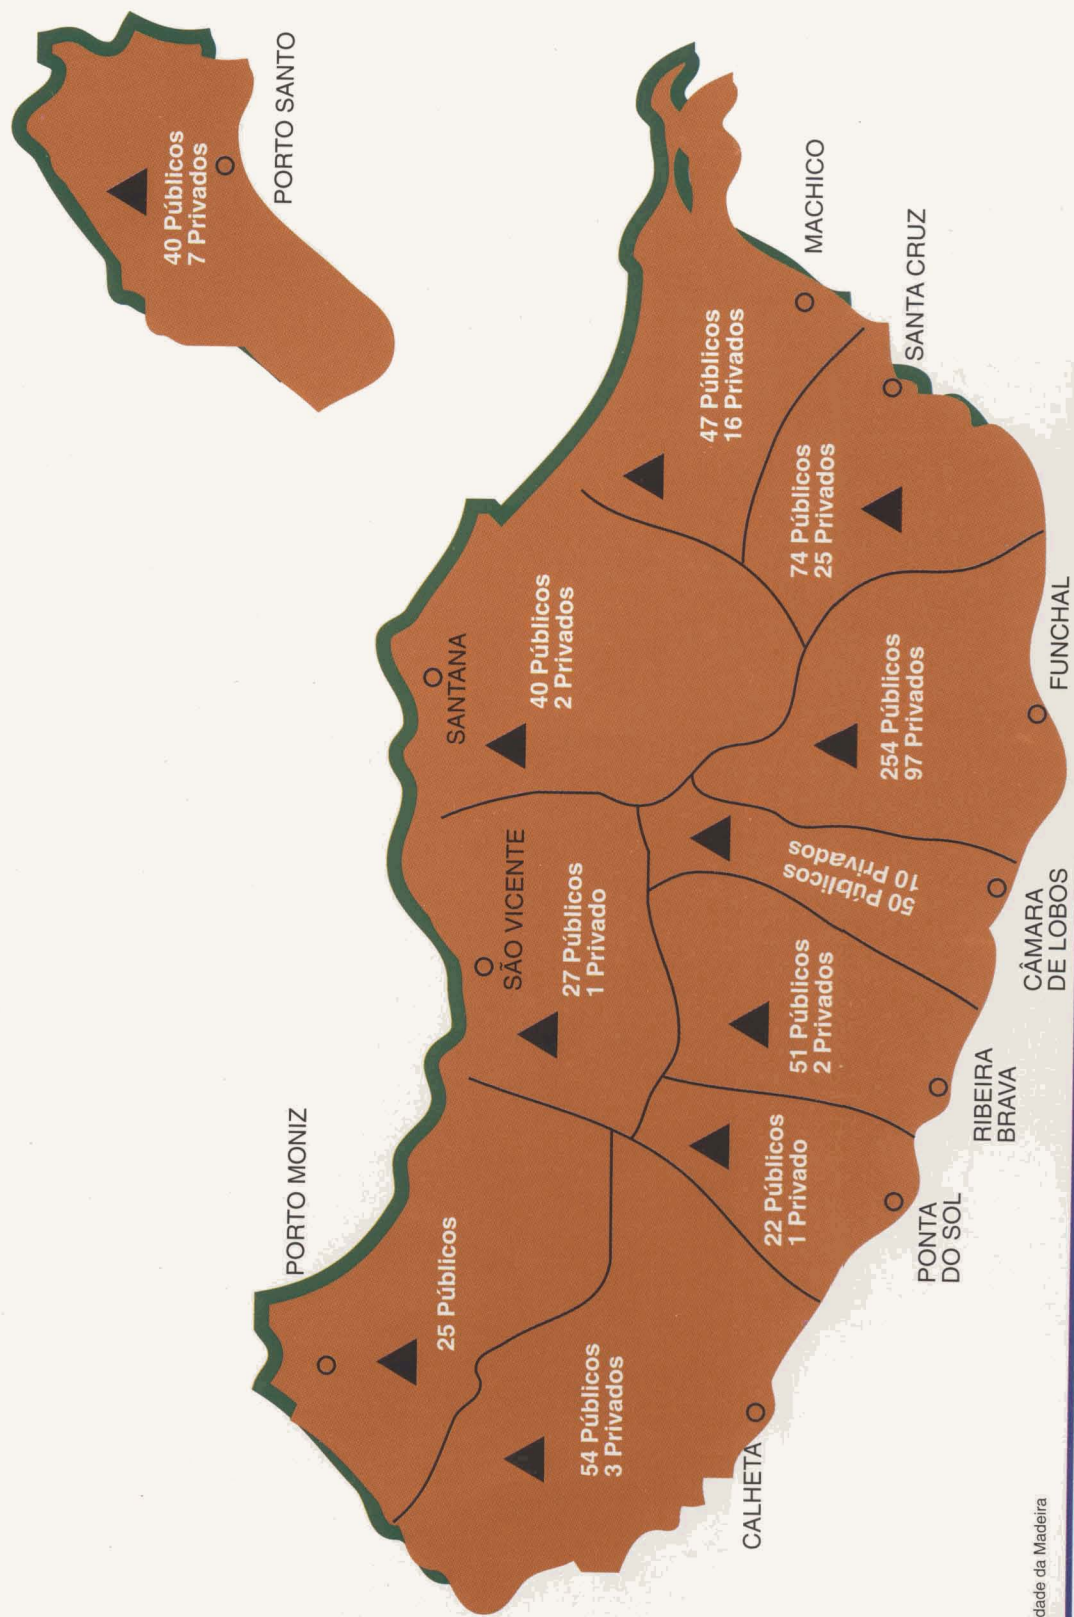 PORTO SANTO
40 Públicos
7 Privados
PORTO MONIZ
25 Públicos
SÃO VICENTE
27 Públicos
1 Privado
SANTANA
40 Públicos
2 Privados
47 Públicos
16 Privados
MACHICO
54 Públicos
3 Privados
CALHETA
22 Públicos
1 Privado
PONTA
DO SOL
51 Públicos
2 Privados
RIBEIRA
BRAVA
50 Públicos
10 Privados
CÂMARA
DE LOBOS
254 Públicos
97 Privados
FUNCHAL
74 Públicos
25 Privados
SANTA CRUZ
dade da Madeira